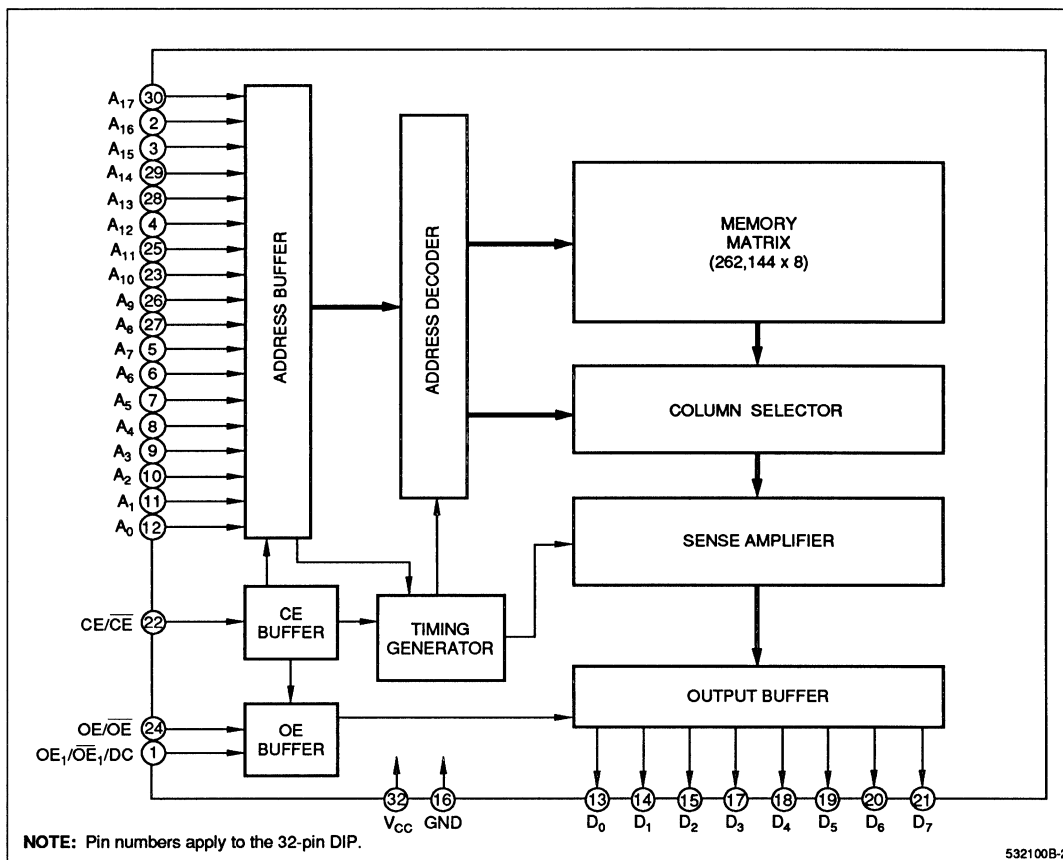 A17 30
A16 2
A15 3
A14 29
A13 28
A12 4
A11 25
A10 23
A9 26
A8 27
A7 5
A6 6
A5 7
A4 8
A3 9
A2 10
A1 11
A0 12
CE/C̅E̅ 22
OE/O̅E̅ 24
OE1/O̅E̅1/DC 1
ADDRESS BUFFER
ADDRESS DECODER
MEMORY
MATRIX
(262,144 x 8)
COLUMN SELECTOR
SENSE AMPLIFIER
CE
BUFFER
TIMING
GENERATOR
OE
BUFFER
OUTPUT BUFFER
32 16 13 14 15 17 18 19 20 21
VCC GND D0 D1 D2 D3 D4 D5 D6 D7
NOTE: Pin numbers apply to the 32-pin DIP.
532100B-2